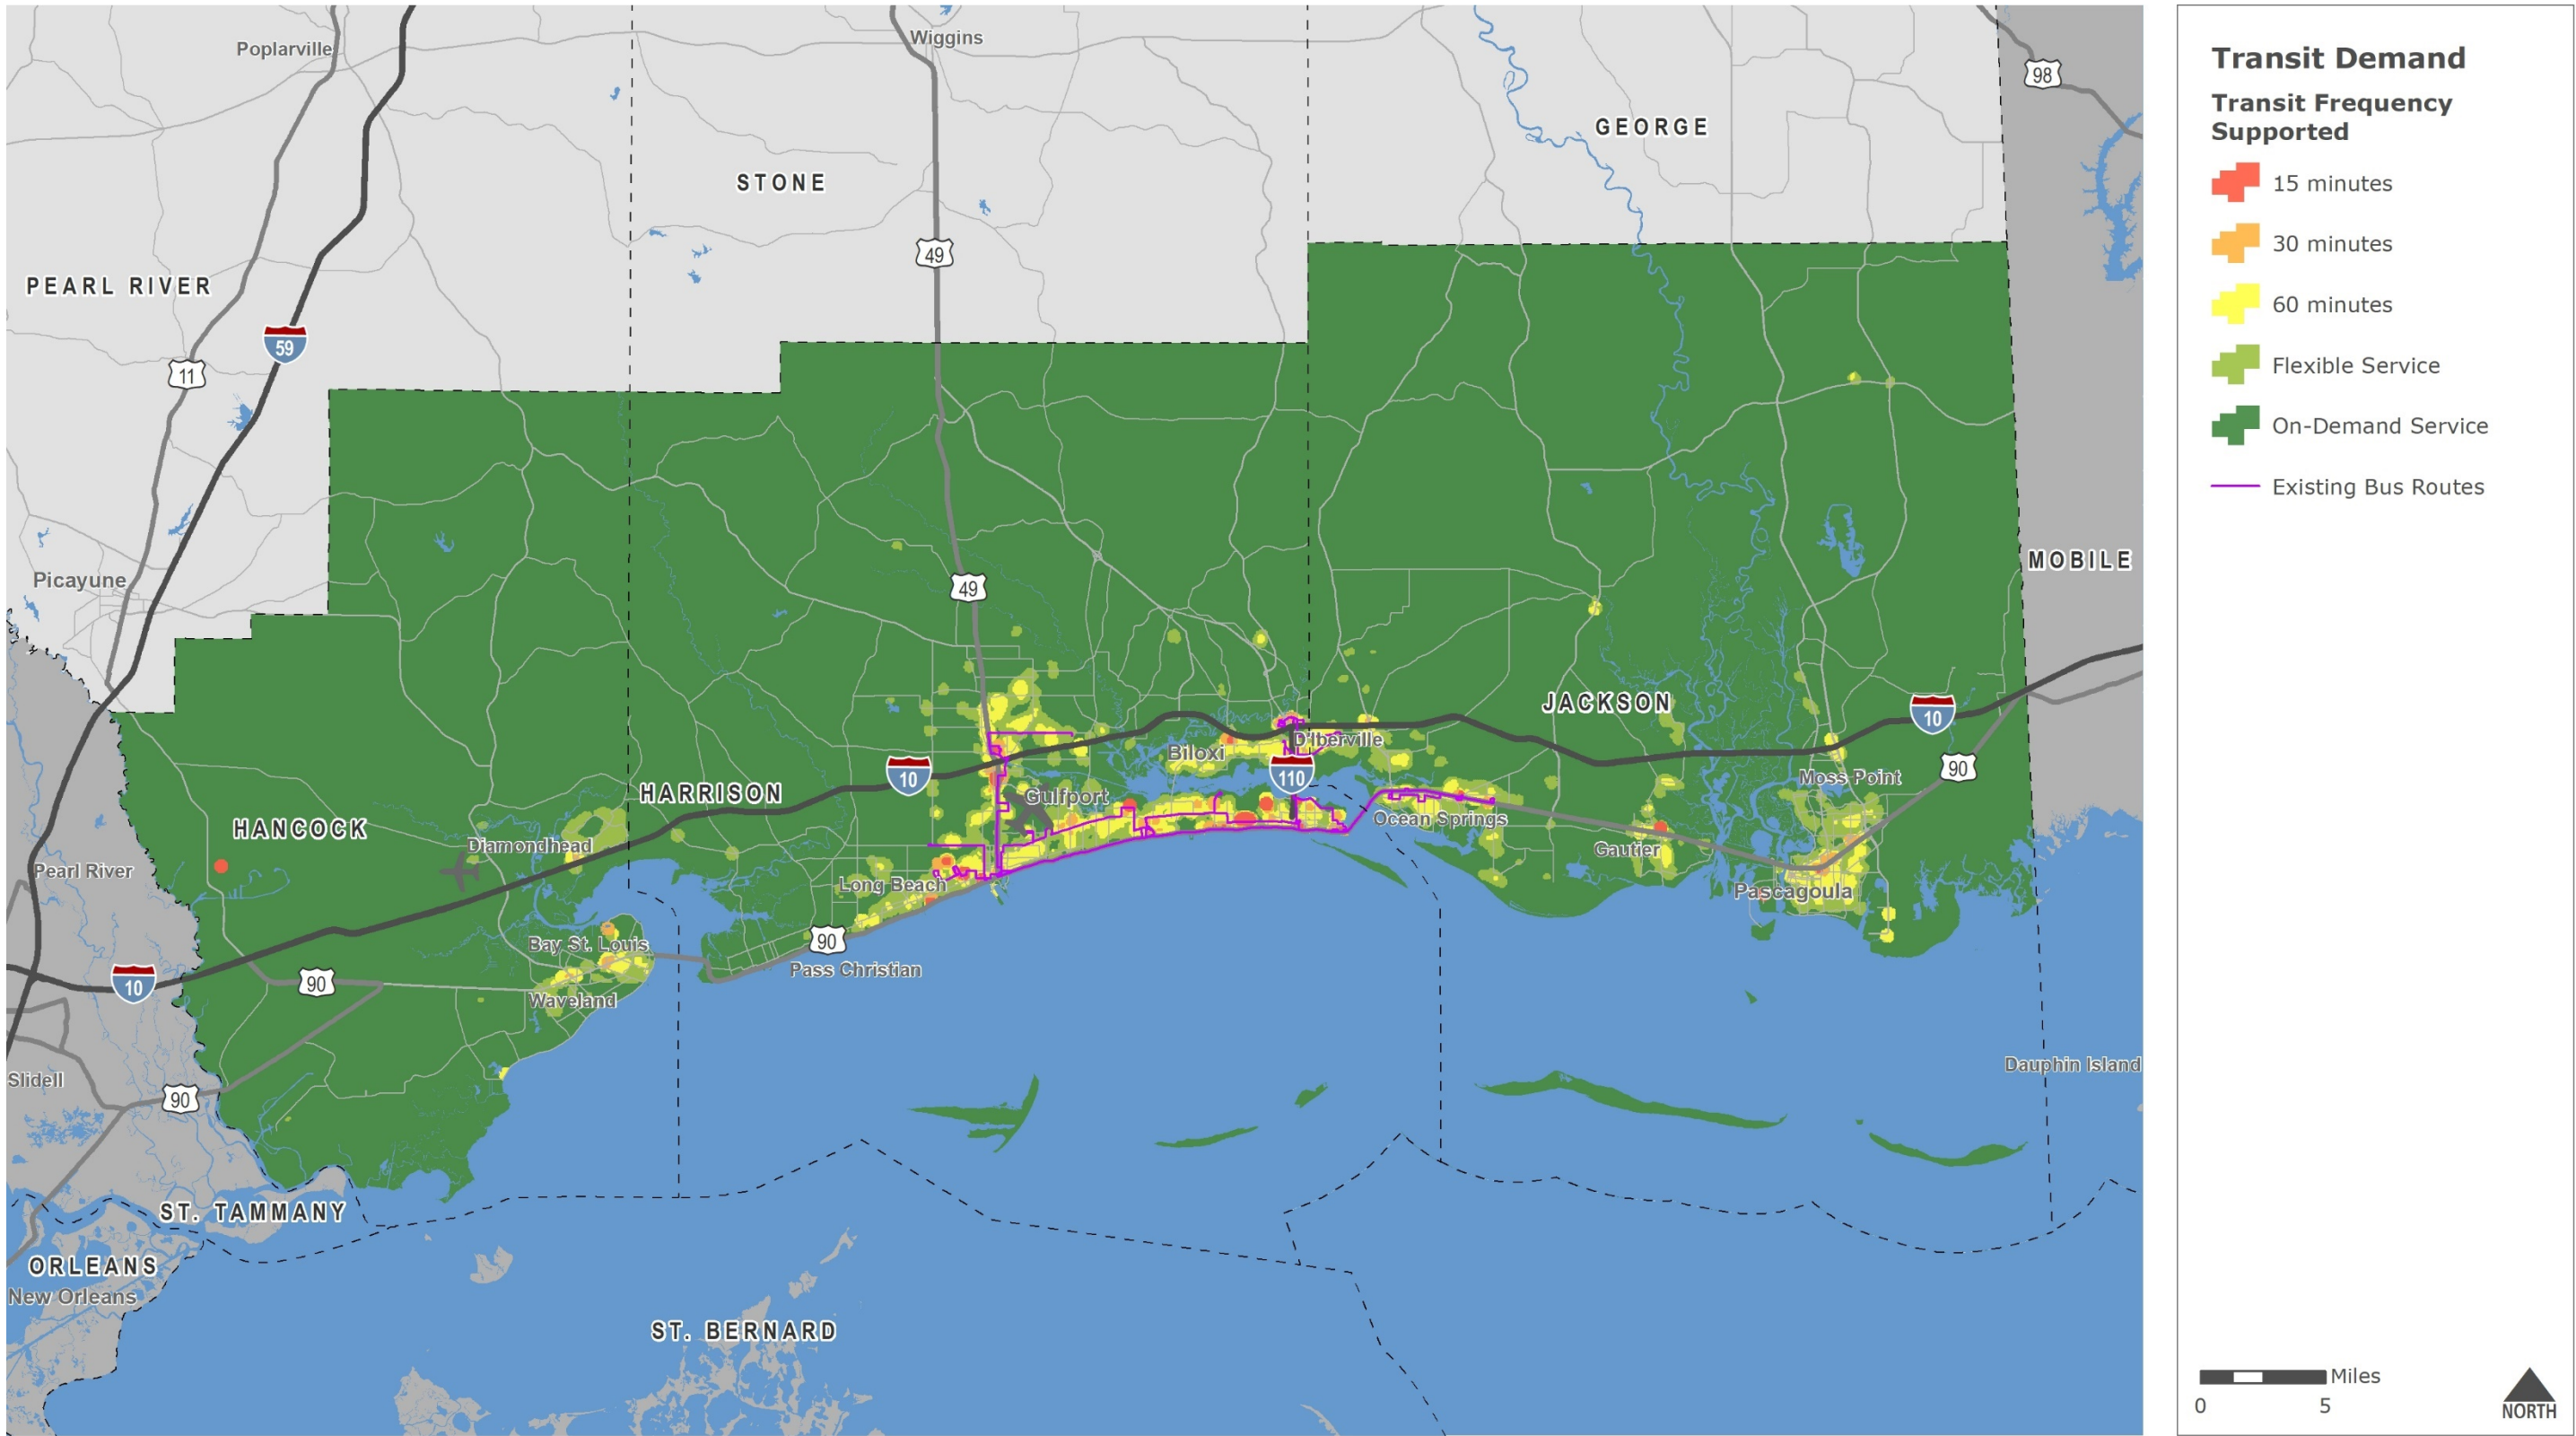 Poplarville
Wiggins
98
GEORGE
STONE
49
PEARL RIVER
59
11
Picayune
49
MOBILE
JACKSON
10
D'Iberville
Biloxi
90
10
110
Moss Point
HARRISON
Gulfport
Ocean Springs
HANCOCK
Diamondhead
Gautier
Pearl River
Long Beach
Pascagoula
90
Bay St. Louis
Pass Christian
10
90
Waveland
Dauphin Island
Slidell
90
ST. TAMMANY
ORLEANS
New Orleans
ST. BERNARD
Transit Demand
Transit Frequency
Supported
15 minutes
30 minutes
60 minutes
Flexible Service
On-Demand Service
Existing Bus Routes
Miles
0 5
NORTH